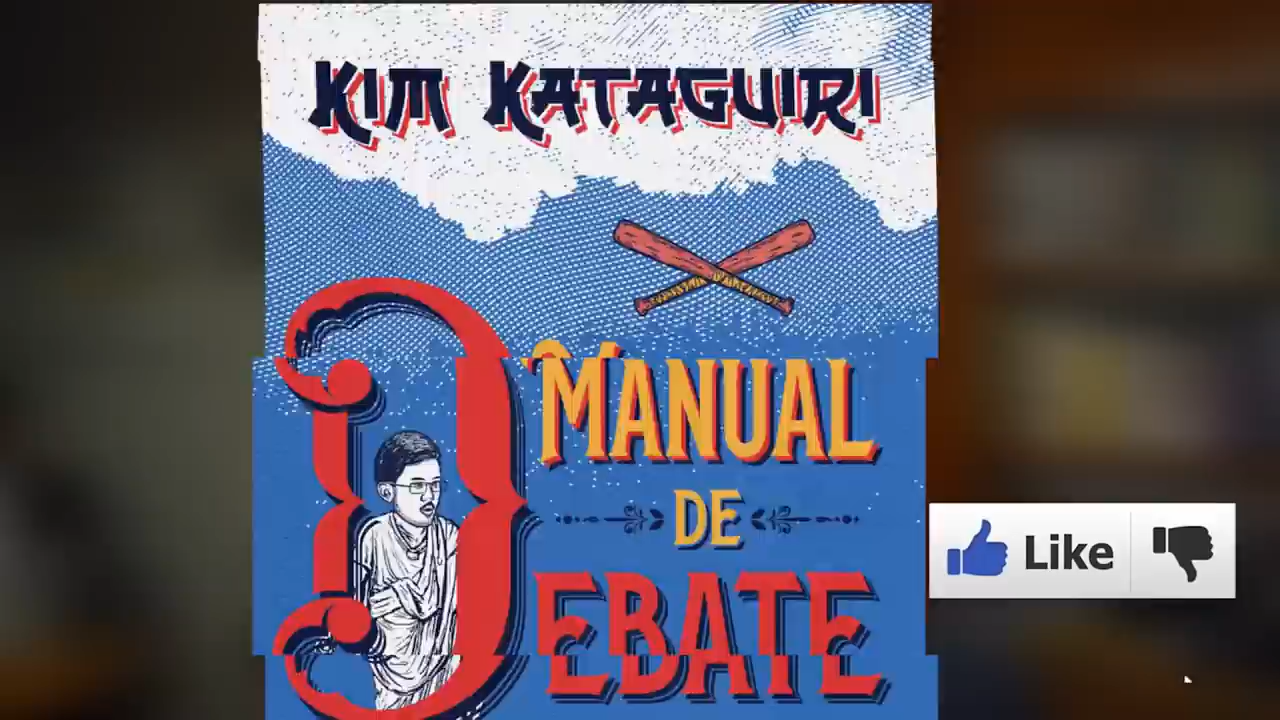 KIM KATAGUIRI
MANUAL
DE
DEBATE
Like